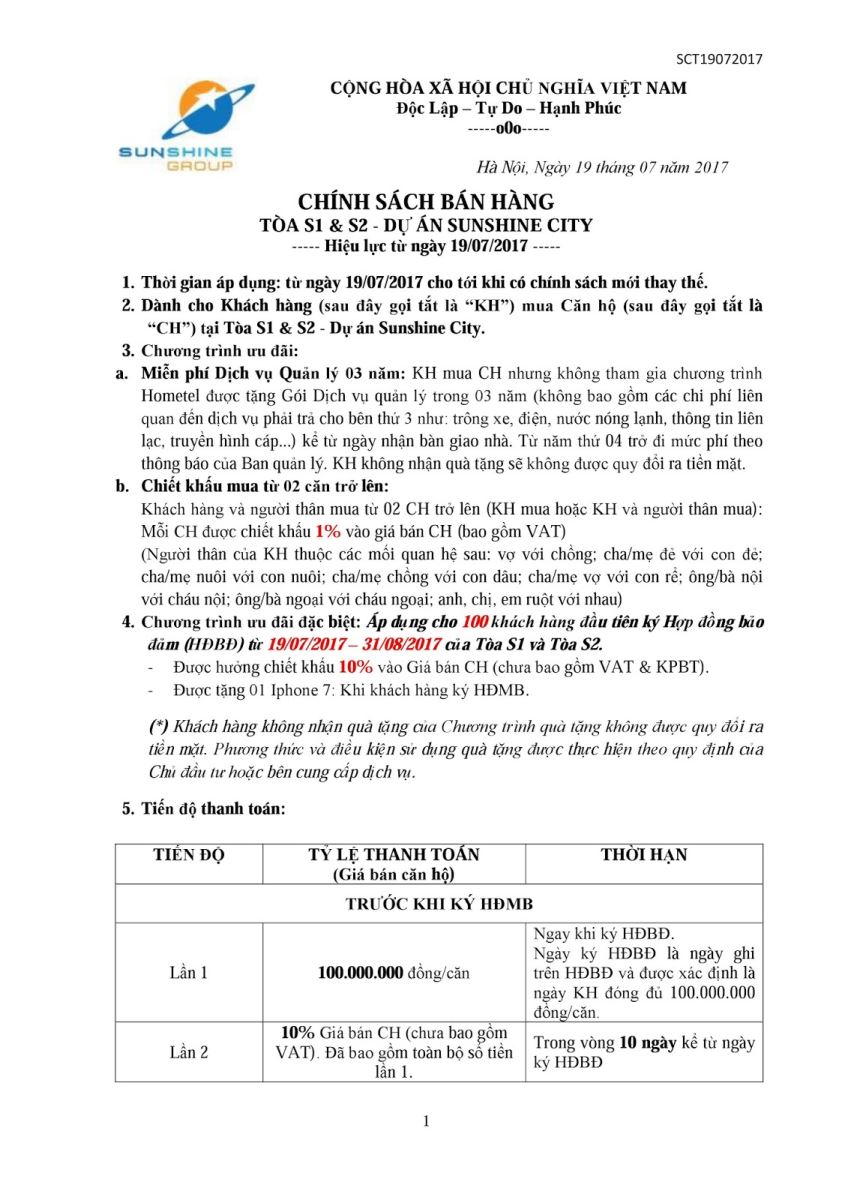 SCT19072017
CỘNG HÒA XÃ HỘI CHỦ NGHĨA VIỆT NAM
Độc Lập – Tự Do – Hạnh Phúc
-----o0o-----
SUNSHINE
GROUP
Hà Nội, Ngày 19 tháng 07 năm 2017
CHÍNH SÁCH BÁN HÀNG
TÒA S1 & S2 - DỰ ÁN SUNSHINE CITY
----- Hiệu lực từ ngày 19/07/2017 -----
1. Thời gian áp dụng: từ ngày 19/07/2017 cho tới khi có chính sách mới thay thế.
2. Dành cho Khách hàng (sau đây gọi tắt là “KH”) mua Căn hộ (sau đây gọi tắt là
“CH”) tại Tòa S1 & S2 - Dự án Sunshine City.
3. Chương trình ưu đãi:
a. Miễn phí Dịch vụ Quản lý 03 năm: KH mua CH nhưng không tham gia chương trình
Hometel được tặng Gói Dịch vụ quản lý trong 03 năm (không bao gồm các chi phí liên
quan đến dịch vụ phải trả cho bên thứ 3 như: trông xe, điện, nước nóng lạnh, thông tin liên
lạc, truyền hình cáp...) kể từ ngày nhận bàn giao nhà. Từ năm thứ 04 trở đi mức phí theo
thông báo của Ban quản lý. KH không nhận quà tặng sẽ không được quy đổi ra tiền mặt.
b. Chiết khấu mua từ 02 căn trở lên:
Khách hàng và người thân mua từ 02 CH trở lên (KH mua hoặc KH và người thân mua):
Mỗi CH được chiết khấu 1% vào giá bán CH (bao gồm VAT)
(Người thân của KH thuộc các mối quan hệ sau: vợ với chồng; cha/mẹ đẻ với con đẻ;
cha/mẹ nuôi với con nuôi; cha/mẹ chồng với con dâu; cha/mẹ vợ với con rể; ông/bà nội
với cháu nội; ông/bà ngoại với cháu ngoại; anh, chị, em ruột với nhau)
4. Chương trình ưu đãi đặc biệt: Áp dụng cho 100 khách hàng đầu tiên ký Hợp đồng bảo
đảm (HĐBĐ) từ 19/07/2017 – 31/08/2017 của Tòa S1 và Tòa S2.
- Được hưởng chiết khấu 10% vào Giá bán CH (chưa bao gồm VAT & KPBT).
- Được tặng 01 Iphone 7: Khi khách hàng ký HĐMB.
(*) Khách hàng không nhận quà tặng của Chương trình quà tặng không được quy đổi ra
tiền mặt. Phương thức và điều kiện sử dụng quà tặng được thực hiện theo quy định của
Chủ đầu tư hoặc bên cung cấp dịch vụ.
5. Tiến độ thanh toán:
TIẾN ĐỘ
TỶ LỆ THANH TOÁN
(Giá bán căn hộ)
THỜI HẠN
TRƯỚC KHI KÝ HĐMB
Lần 1
100.000.000 đồng/căn
Ngay khi ký HĐBĐ.
Ngày ký HĐBĐ là ngày ghi
trên HĐBĐ và được xác định là
ngày KH đóng đủ 100.000.000
đồng/căn.
Lần 2
10% Giá bán CH (chưa bao gồm
VAT). Đã bao gồm toàn bộ số tiền
lần 1.
Trong vòng 10 ngày kể từ ngày
ký HĐBĐ
1